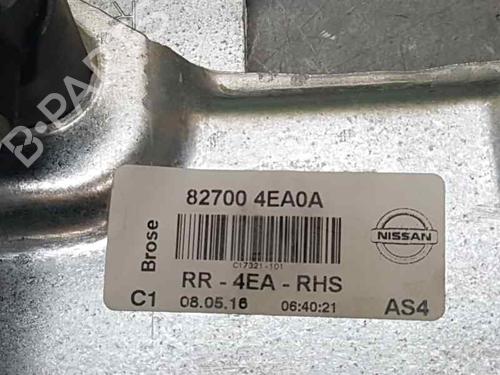 B-PARTS
82700 4EA0A
Brose
C17321-101
NISSAN
RR - 4EA - RHS
C1 08.05.16 06:40:21 AS4